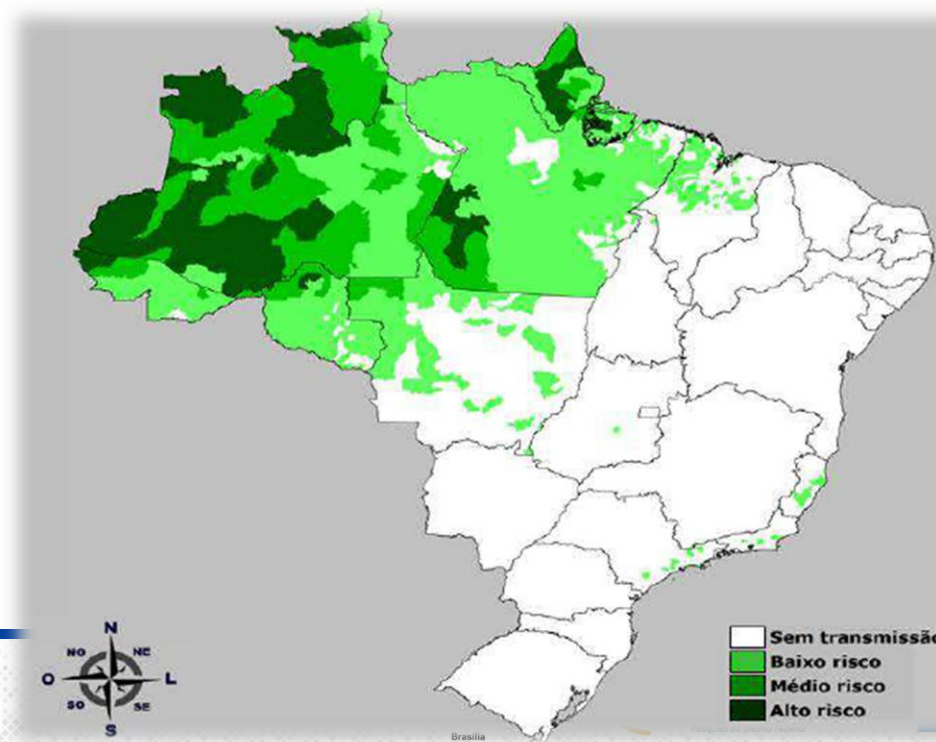 N
NO NE
O L
SO SE
S
Sem transmissão
Baixo risco
Médio risco
Alto risco
Brasília